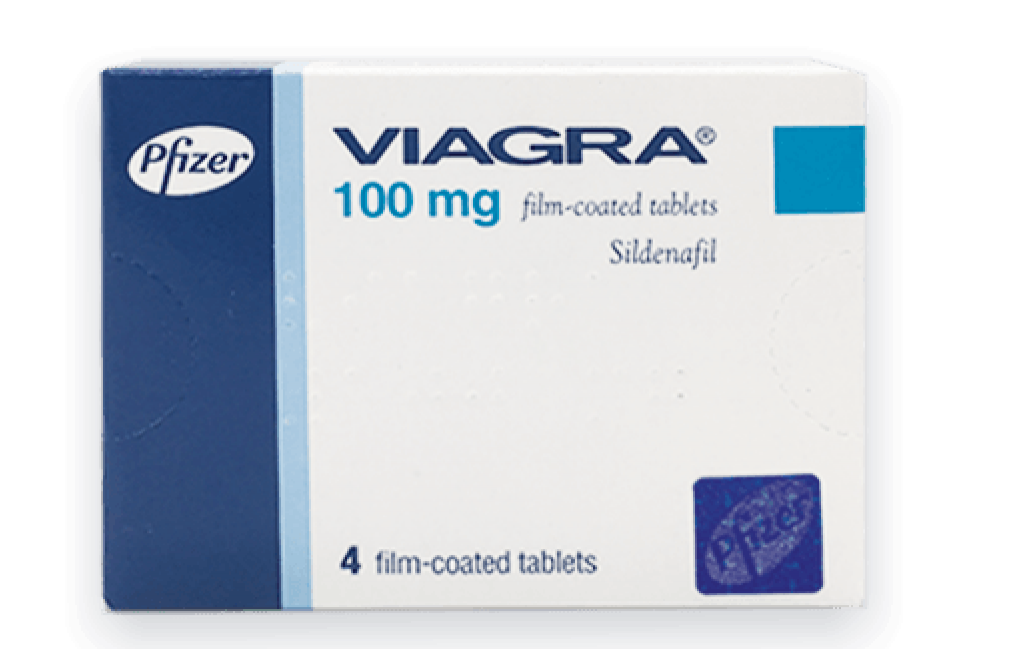 Pfizer
VIAGRA®
100 mg film-coated tablets
Sildenafil
4 film-coated tablets
Pfizer